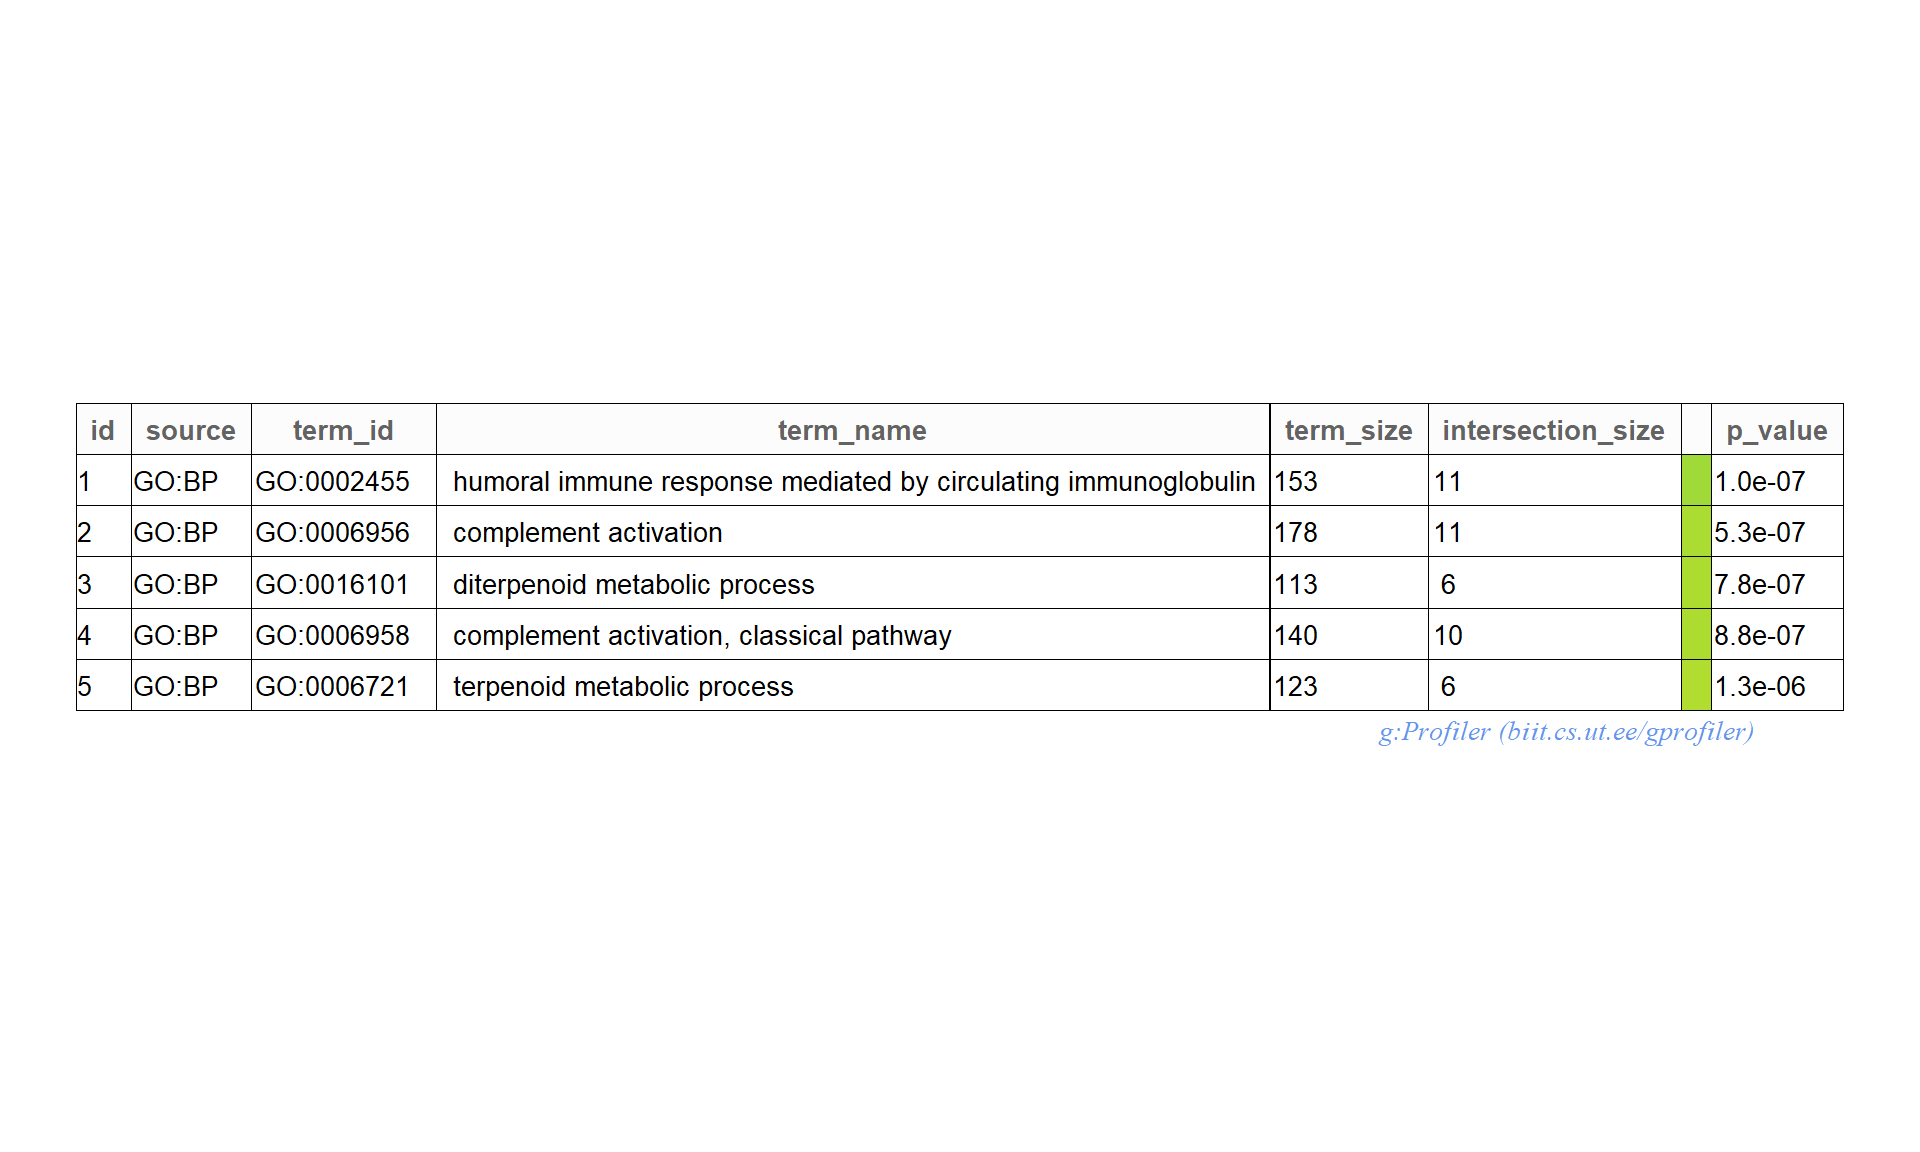 id source term_id term_name term_size intersection_size p_value
1 GO:BP GO:0002455 humoral immune response mediated by circulating immunoglobulin 153 11 1.0e-07
2 GO:BP GO:0006956 complement activation 178 11 5.3e-07
3 GO:BP GO:0016101 diterpenoid metabolic process 113 6 7.8e-07
4 GO:BP GO:0006958 complement activation, classical pathway 140 10 8.8e-07
5 GO:BP GO:0006721 terpenoid metabolic process 123 6 1.3e-06
g:Profiler (biit.cs.ut.ee/gprofiler)